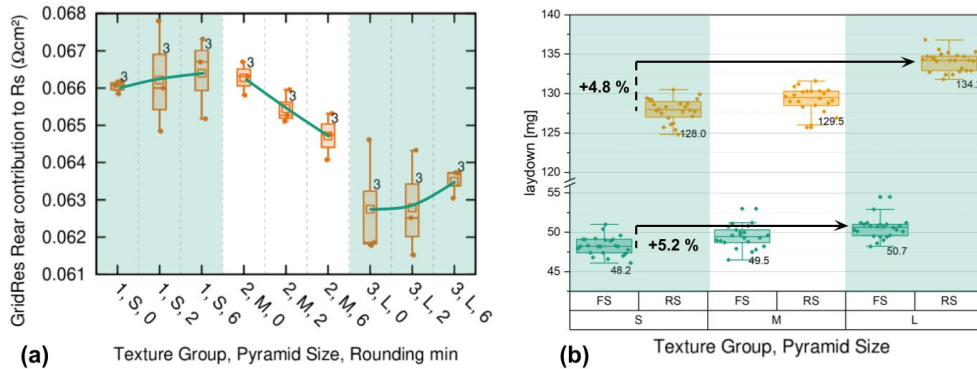 GridRes Rear contribution to Rs (Ωcm²)
0.068
0.067
0.066
0.065
0.064
0.063
0.062
0.061
3
3
3
3
3
3
3
3
3
1, S, 0
1, S, 2
1, S, 6
2, M, 0
2, M, 2
2, M, 6
3, L, 0
3, L, 2
3, L, 6
(a)
Texture Group, Pyramid Size, Rounding min
laydown [mg]
140
135
130
125
120
50
45
+4.8 %
128.0
129.5
+5.2 %
48.2
49.5
50.7
FS
RS
FS
RS
FS
RS
S
M
L
(b)
Texture Group, Pyramid Size